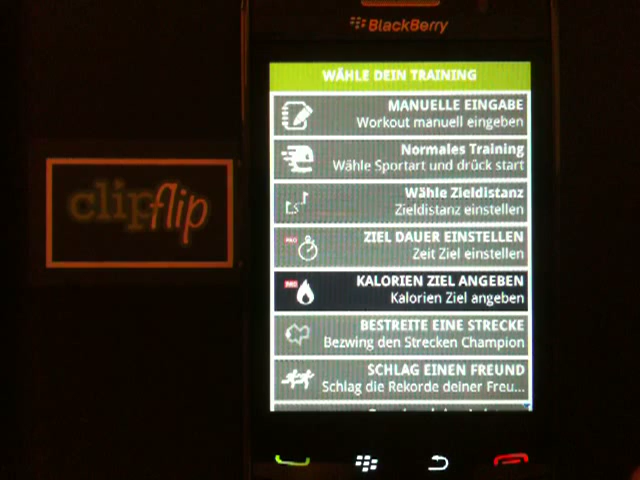 BlackBerry
WÄHLE DEIN TRAINING
MANUELLE EINGABE
Workout manuell eingeben
Normales Training
Wähle Sportart und drück start
clipflip
Wähle Zieldistanz
Zieldistanz einstellen
PRO
ZIEL DAUER EINSTELLEN
Zeit Ziel einstellen
PRO
KALORIEN ZIEL ANGEBEN
Kalorien Ziel angeben
BESTREITE EINE STRECKE
Bezwing den Strecken Champion
SCHLAG EINEN FREUND
Schlag die Rekorde deiner Freu...